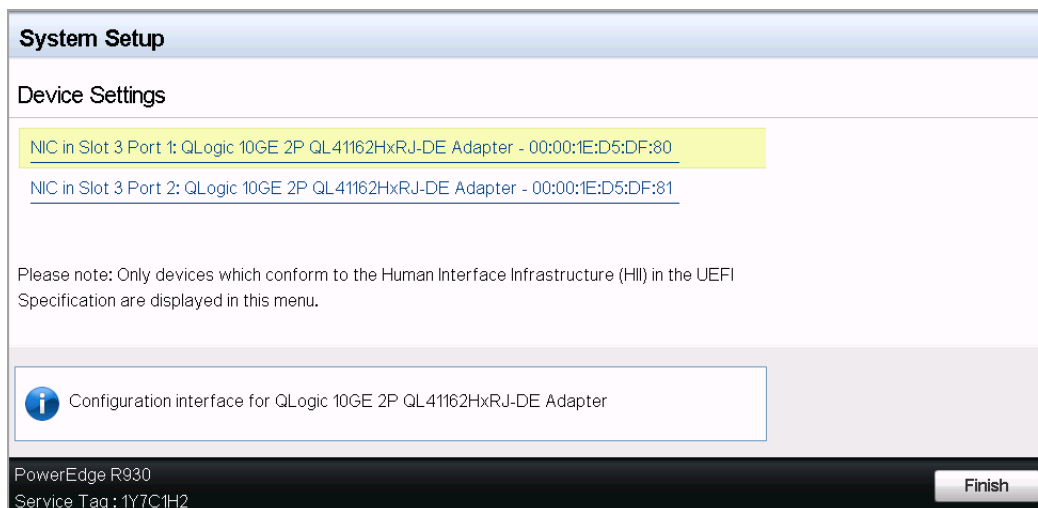 System Setup
Device Settings
NIC in Slot 3 Port 1: QLogic 10GE 2P QL41162HxRJ-DE Adapter - 00:00:1E:D5:DF:80
NIC in Slot 3 Port 2: QLogic 10GE 2P QL41162HxRJ-DE Adapter - 00:00:1E:D5:DF:81
Please note: Only devices which conform to the Human Interface Infrastructure (HII) in the UEFI
Specification are displayed in this menu.
Configuration interface for QLogic 10GE 2P QL41162HxRJ-DE Adapter
PowerEdge R930
Service Tag : 1Y7C1H2
Finish